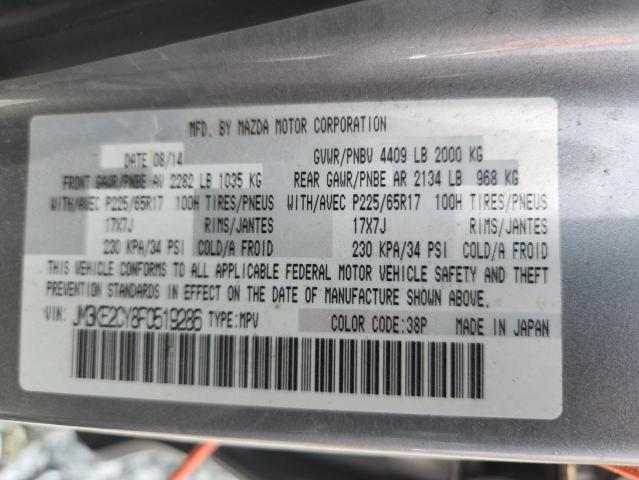 MFD. BY MAZDA MOTOR CORPORATION
DATE 08/14 GVWR/PNBV 4409 LB 2000 KG
FRONT GAWR/PNBE AV 2282 LB 1035 KG REAR GAWR/PNBE AR 2134 LB 968 KG
WITH/AVEC P225/65R17 100H TIRES/PNEUS WITH/AVEC P225/65R17 100H TIRES/PNEUS
17X7J RIMS/JANTES 17X7J RIMS/JANTES
230 KPA/34 PSI COLD/A FROID 230 KPA/34 PSI COLD/A FROID
THIS VEHICLE CONFORMS TO ALL APPLICABLE FEDERAL MOTOR VEHICLE SAFETY AND THEFT
PREVENTION STANDARDS IN EFFECT ON THE DATE OF MANUFACTURE SHOWN ABOVE.
VIN: JM3KE2CY8F0519286 TYPE:MPV COLOR CODE:38P MADE IN JAPAN